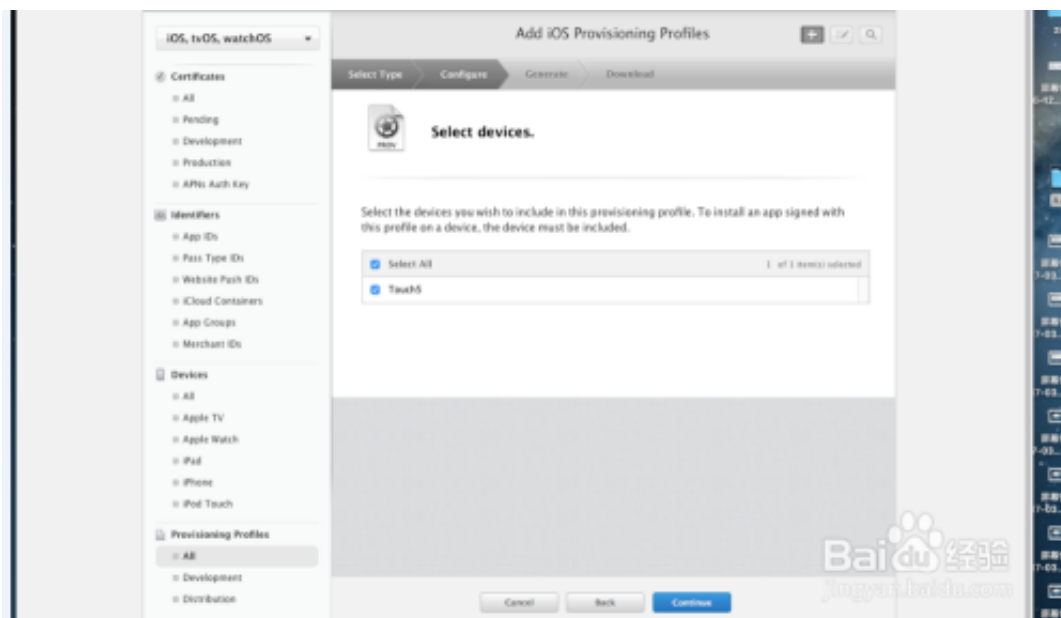 iOS, tvOS, watchOS
Add iOS Provisioning Profiles
Certificates
All
Pending
Development
Production
APNs Auth Key
Identifiers
App IDs
Pass Type IDs
Website Push IDs
iCloud Containers
App Groups
Merchant IDs
Devices
All
Apple TV
Apple Watch
iPad
iPhone
iPod Touch
Provisioning Profiles
All
Development
Distribution
Select Type
Configure
Generate
Download
PROV
Select devices.
Select the devices you wish to include in this provisioning profile. To install an app signed with
this profile on a device, the device must be included.
Select All
1 of 1 item(s) selected
Touch5
Cancel
Back
Continue
Baidu经验
jingyan.baidu.com